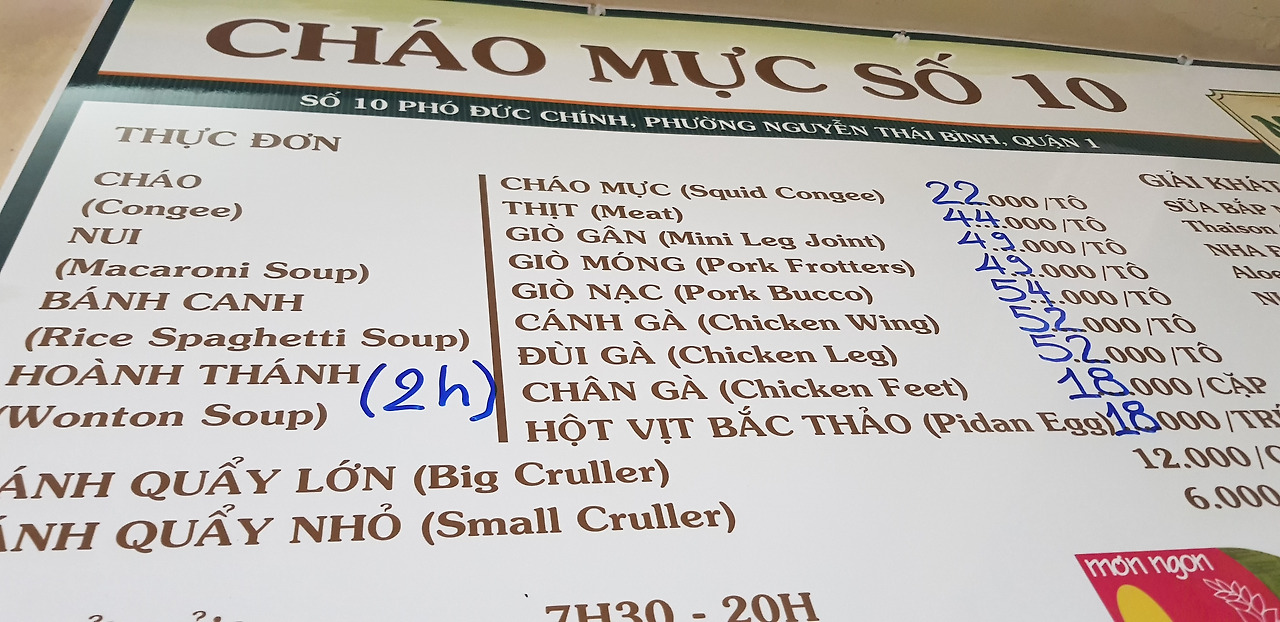 CHÁO MỰC SỐ 10
SỐ 10 PHÓ ĐỨC CHÍNH, PHƯỜNG NGUYỄN THÁI BÌNH, QUẬN 1
THỰC ĐƠN
CHÁO
(Congee)
NUI
(Macaroni Soup)
BÁNH CANH
(Rice Spaghetti Soup)
HOÀNH THÁNH (2h)
(Wonton Soup)
CHÁO MỰC (Squid Congee) 22.000/TÔ
THỊT (Meat) 44.000/TÔ
GIÒ GÂN (Mini Leg Joint) 49.000/TÔ
GIÒ MÓNG (Pork Frotters) 49.000/TÔ
GIÒ NẠC (Pork Bucco) 54.000/TÔ
CÁNH GÀ (Chicken Wing) 52.000/TÔ
ĐÙI GÀ (Chicken Leg) 52.000/TÔ
CHÂN GÀ (Chicken Feet) 18.000/CẶP
HỘT VỊT BẮC THẢO (Pidan Egg) 18000/TR
ÁNH QUẨY LỚN (Big Cruller) 12.000/
ÁNH QUẨY NHỎ (Small Cruller) 6.000
7H30 - 20H
GIẢI KHÁT
SỮA BẮP
Thaison
NHA
Aloe
món ngon